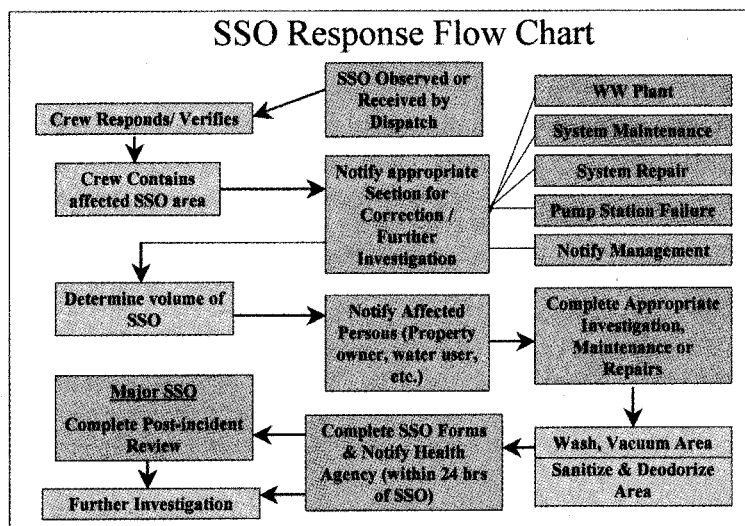 SSO Response Flow Chart
SSO Observed or
Received by
Dispatch
Crew Responds/ Verifies
Crew Contains
affected SSO area
Notify appropriate
Section for
Correction /
Further
Investigation
WW Plant
System Maintenance
System Repair
Pump Station Failure
Notify Management
Determine volume of
SSO
Notify Affected
Persons (Property
owner, water user,
etc.)
Complete Appropriate
Investigation,
Maintenance or
Repairs
Wash, Vacuum Area
Sanitize & Deodorize
Area
Complete SSO Forms
& Notify Health
Agency (within 24 hrs
of SSO)
Major SSO
Complete Post-incident
Review
Further Investigation